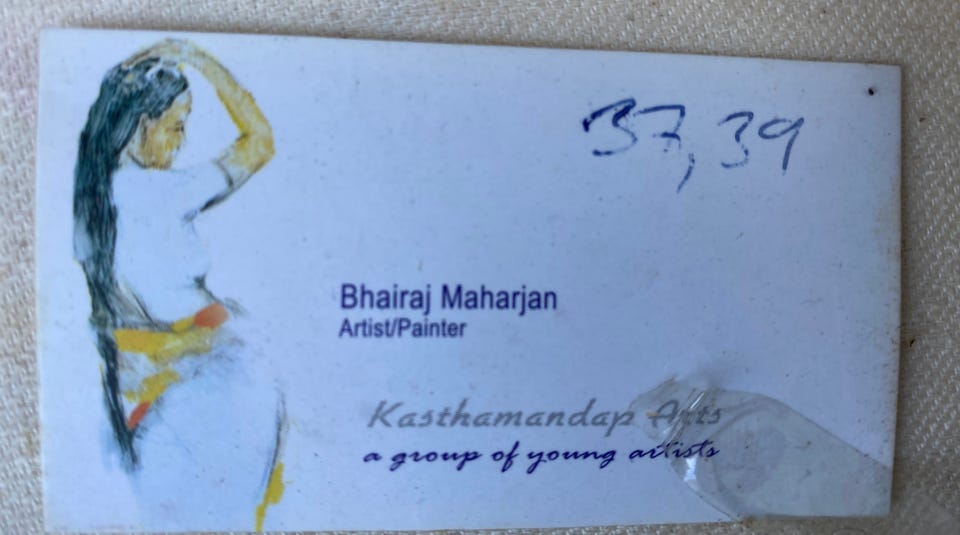 37, 39
Bhairaj Maharjan
Artist/Painter
Kasthamandap Arts
a group of young artists